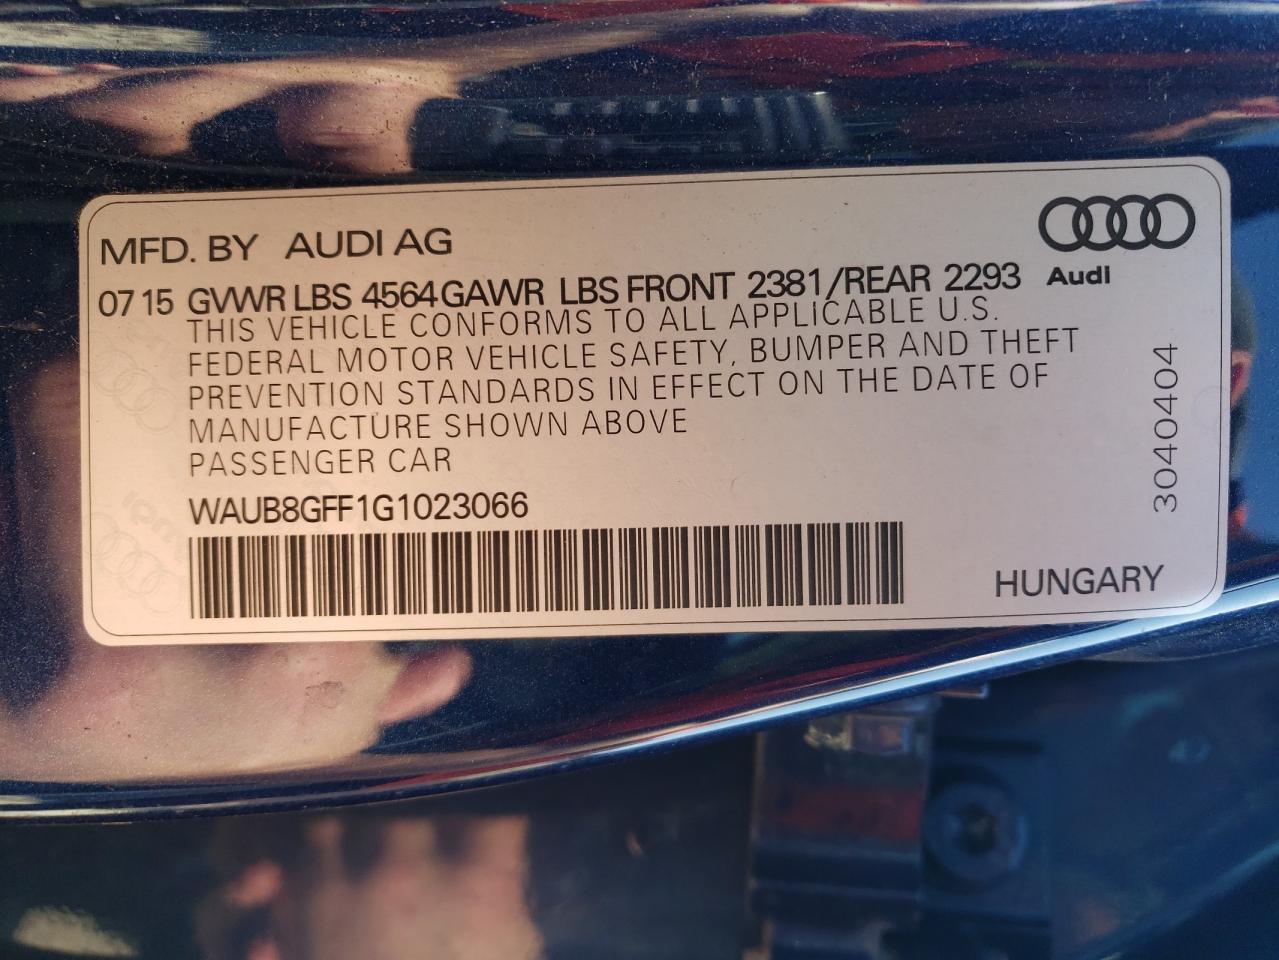 MFD. BY AUDI AG
Audi
07 15 GVWR LBS 4564 GAWR LBS FRONT 2381/REAR 2293
THIS VEHICLE CONFORMS TO ALL APPLICABLE U.S.
FEDERAL MOTOR VEHICLE SAFETY, BUMPER AND THEFT
PREVENTION STANDARDS IN EFFECT ON THE DATE OF
MANUFACTURE SHOWN ABOVE
PASSENGER CAR
WAUB8GFF1G1023066
3040404
HUNGARY